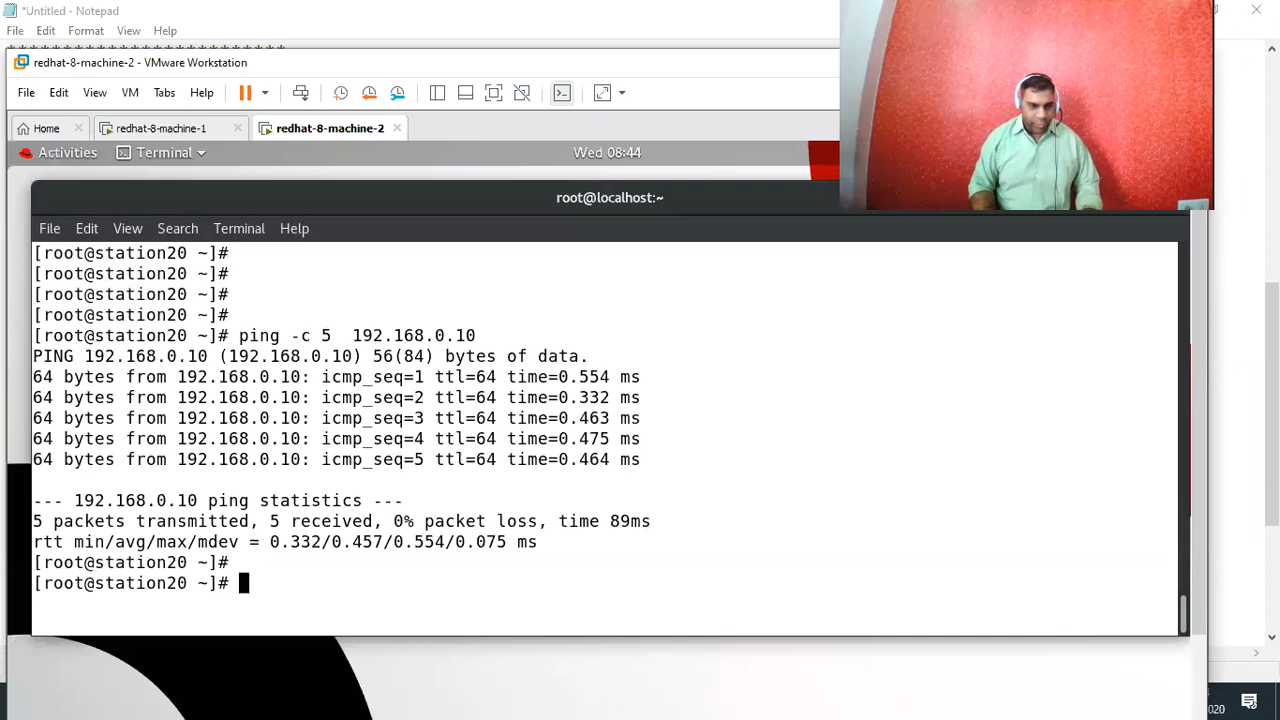 *Untitled - Notepad
File Edit Format View Help
redhat-8-machine-2 - VMware Workstation
File Edit View VM Tabs Help
Home redhat-8-machine-1 redhat-8-machine-2
Activities Terminal Wed 08:44
root@localhost:~
File Edit View Search Terminal Help
[root@station20 ~]#
[root@station20 ~]#
[root@station20 ~]#
[root@station20 ~]#
[root@station20 ~]# ping -c 5  192.168.0.10
PING 192.168.0.10 (192.168.0.10) 56(84) bytes of data.
64 bytes from 192.168.0.10: icmp_seq=1 ttl=64 time=0.554 ms
64 bytes from 192.168.0.10: icmp_seq=2 ttl=64 time=0.332 ms
64 bytes from 192.168.0.10: icmp_seq=3 ttl=64 time=0.463 ms
64 bytes from 192.168.0.10: icmp_seq=4 ttl=64 time=0.475 ms
64 bytes from 192.168.0.10: icmp_seq=5 ttl=64 time=0.464 ms
--- 192.168.0.10 ping statistics ---
5 packets transmitted, 5 received, 0% packet loss, time 89ms
rtt min/avg/max/mdev = 0.332/0.457/0.554/0.075 ms
[root@station20 ~]#
[root@station20 ~]#
020